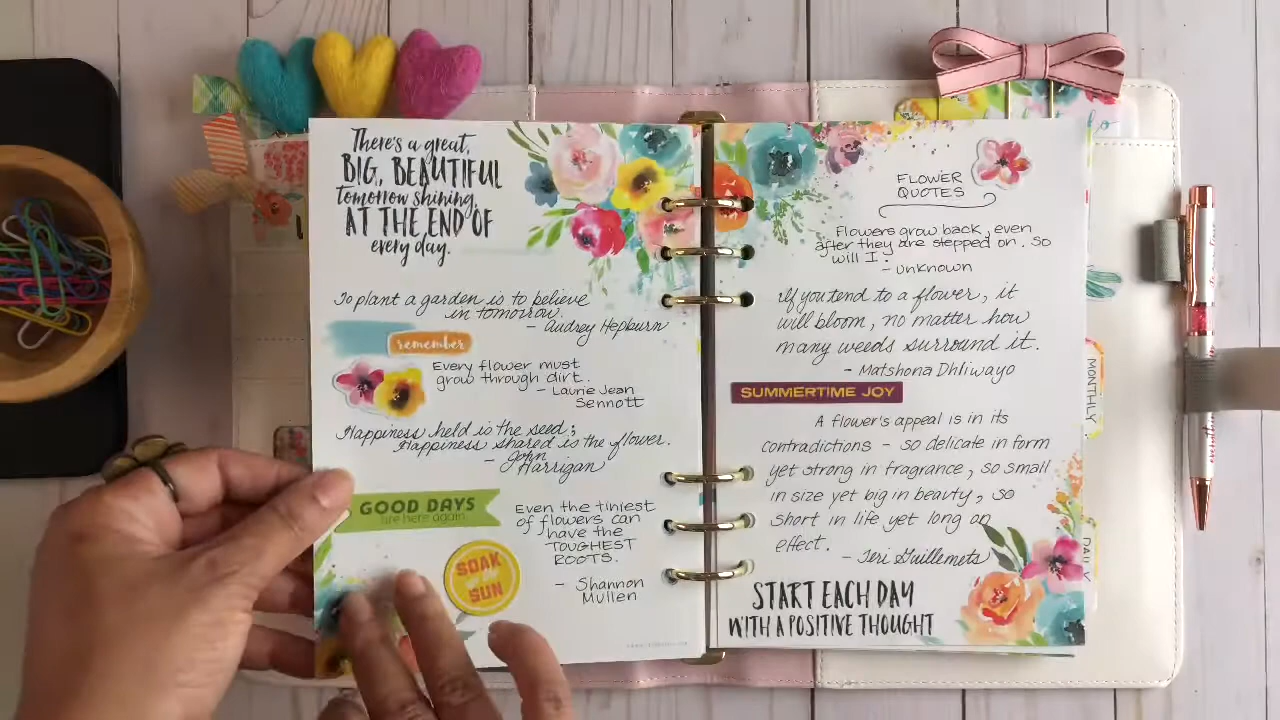 There's a great,
BIG, BEAUTIFUL
tomorrow shining,
AT THE END OF
every day.
To plant a garden is to believe
in tomorrow.
- Audrey Hepburn
remember
Every flower must
grow through dirt.
- Laurie Jean
Sennott
Happiness held is the seed;
Happiness shared is the flower.
- John
Harrigan
GOOD DAYS
are here again
Even the tiniest
of flowers can
have the
TOUGHEST
ROOTS.
- Shannon
Mullen
SOAK
SUN
FLOWER
QUOTES
Flowers grow back, even
after they are stepped on. So
will I.
- unknown
If you tend to a flower, it
will bloom, no matter how
many weeds surround it.
- Matshona Dhliwayo
SUMMERTIME JOY
A flower's appeal is in its
contradictions - so delicate in form
yet strong in fragrance, so small
in size yet big in beauty, so
short in life yet long on
effect.
- Teri Guillemets
START EACH DAY
WITH A POSITIVE THOUGHT
MONTHLY
DAILY